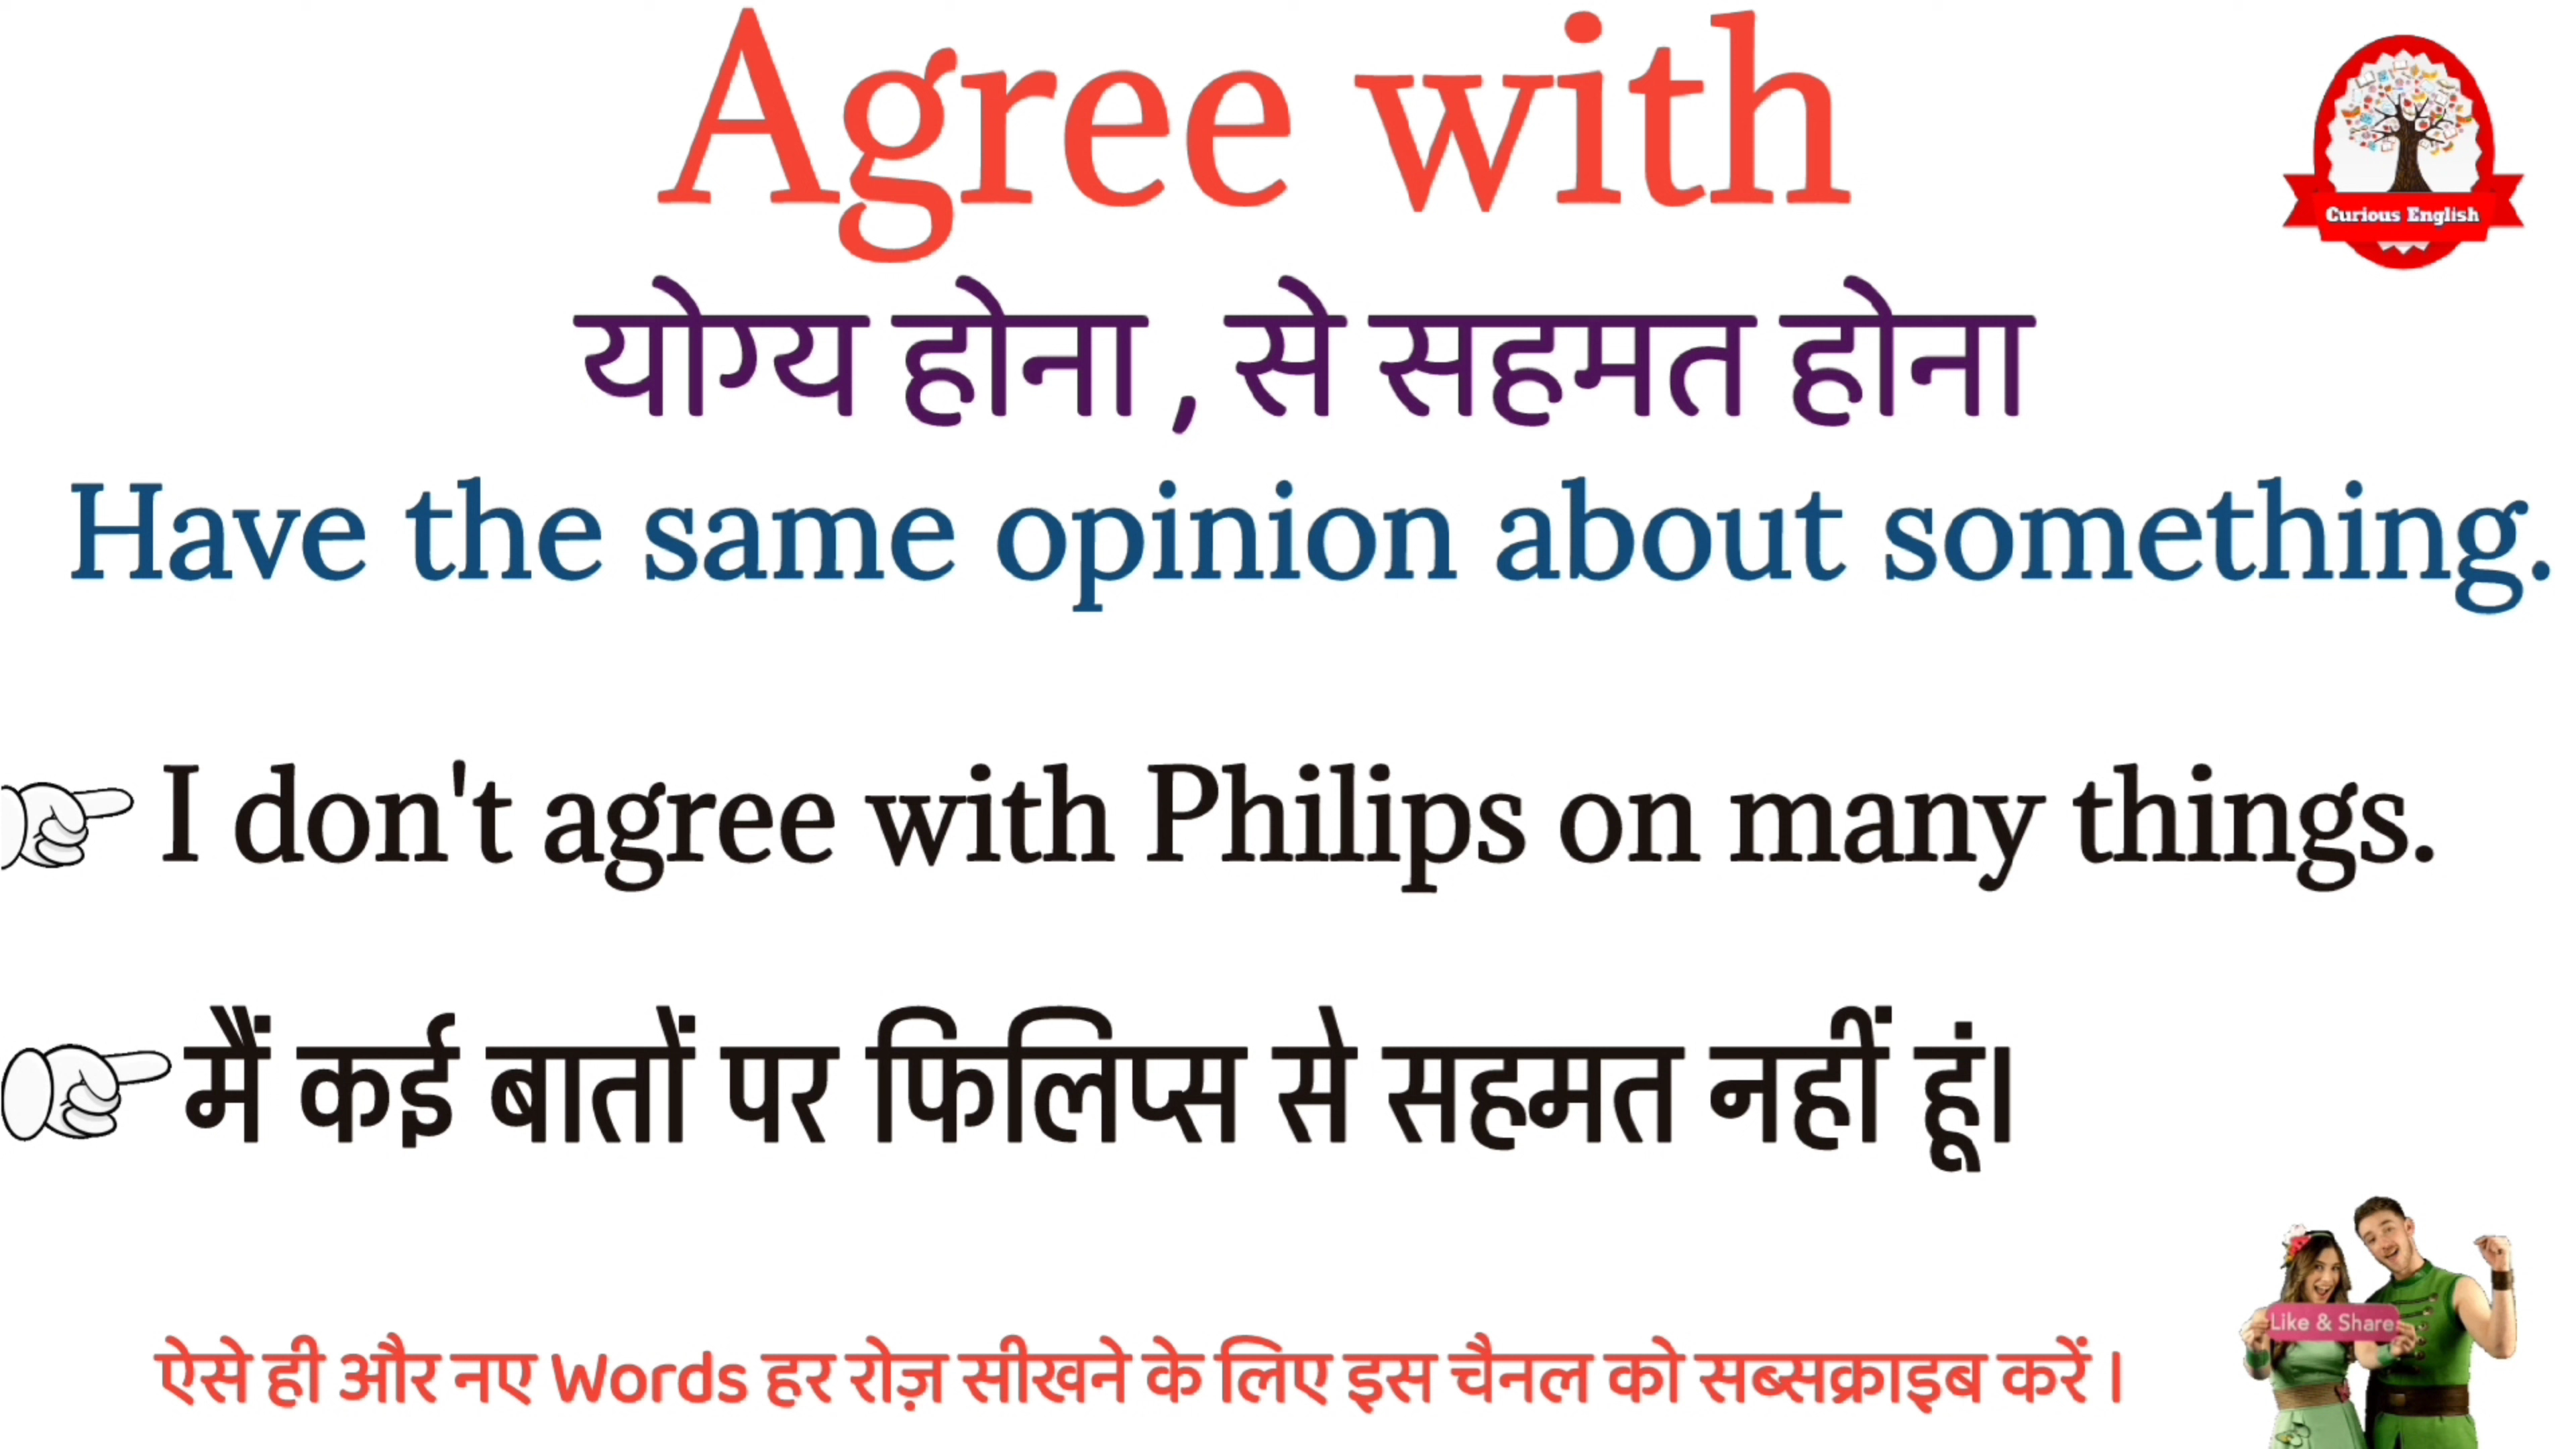 Agree with
Curious English
योग्य होना , से सहमत होना
Have the same opinion about something.
I don't agree with Philips on many things.
मैं कई बातों पर फिलिप्स से सहमत नहीं हूं।
Like & Share
ऐसे ही और नए Words हर रोज़ सीखने के लिए इस चैनल को सब्सक्राइब करें ।